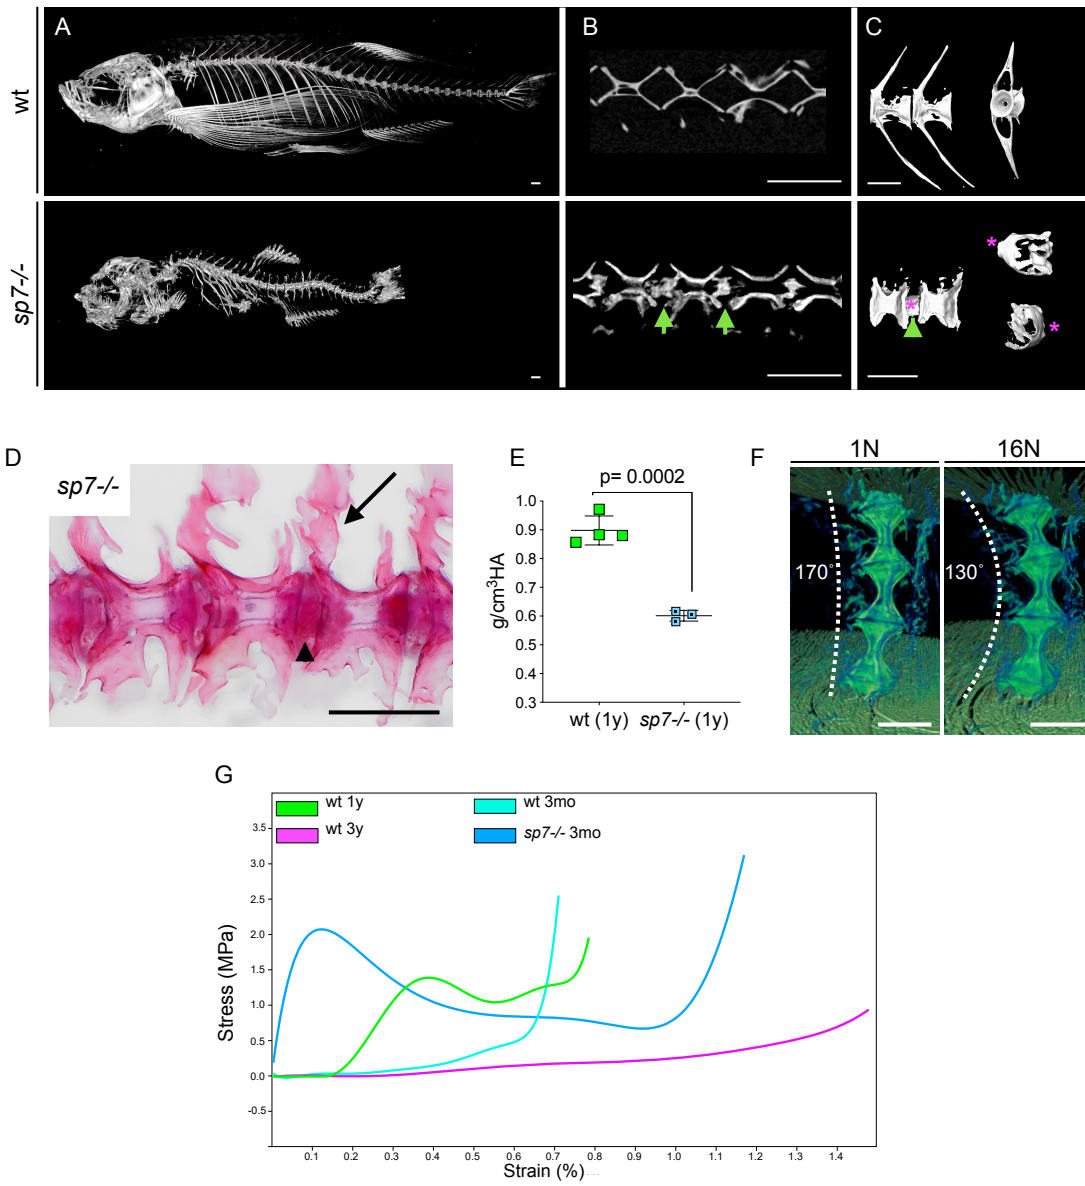 A
B
C
wt
sp7-/-
D
sp7-/-
E
p= 0.0002
g/cm³HA
1.0
0.9
0.8
0.7
0.6
0.5
0.4
0.3
wt (1y)
sp7-/- (1y)
F
1N
16N
170°
130°
G
wt 1y
wt 3mo
wt 3y
sp7-/- 3mo
Stress (MPa)
3.5
3.0
2.5
2.0
1.5
1.0
0.5
0.0
-0.5
0.1 0.2 0.3 0.4 0.5 0.6 0.7 0.8 0.9 1.0 1.1 1.2 1.3 1.4
Strain (%)